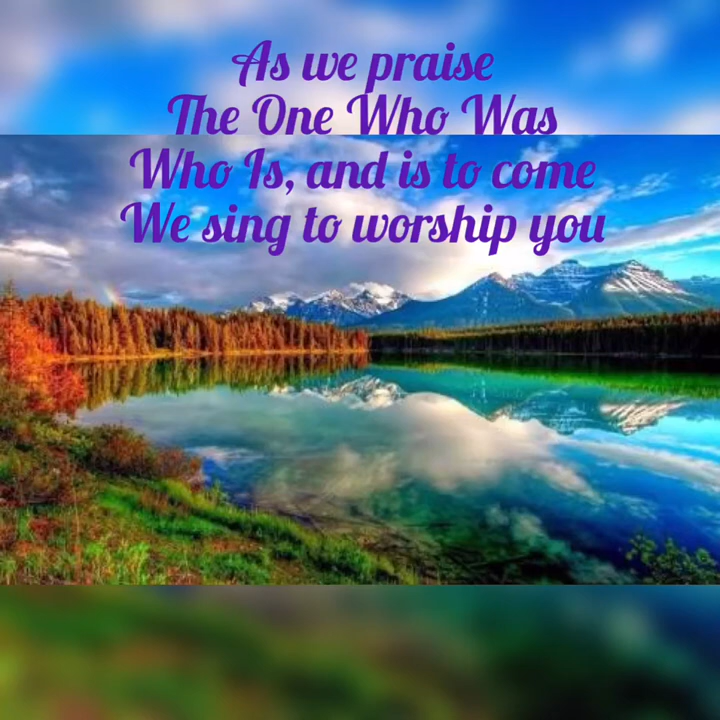 As we praise
The One Who Was
Who Is, and is to come
We sing to worship you